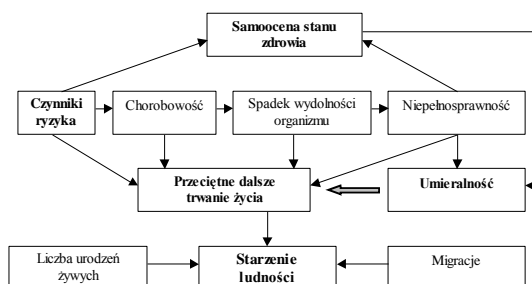 Samoocena stanu
zdrowia
Czynniki
ryzyka
Chorobowość
Spadek wydolności
organizmu
Niepełnosprawność
Przeciętne dalsze
trwanie życia
Umieralność
Liczba urodzeń
żywych
Starzenie
ludności
Migracje